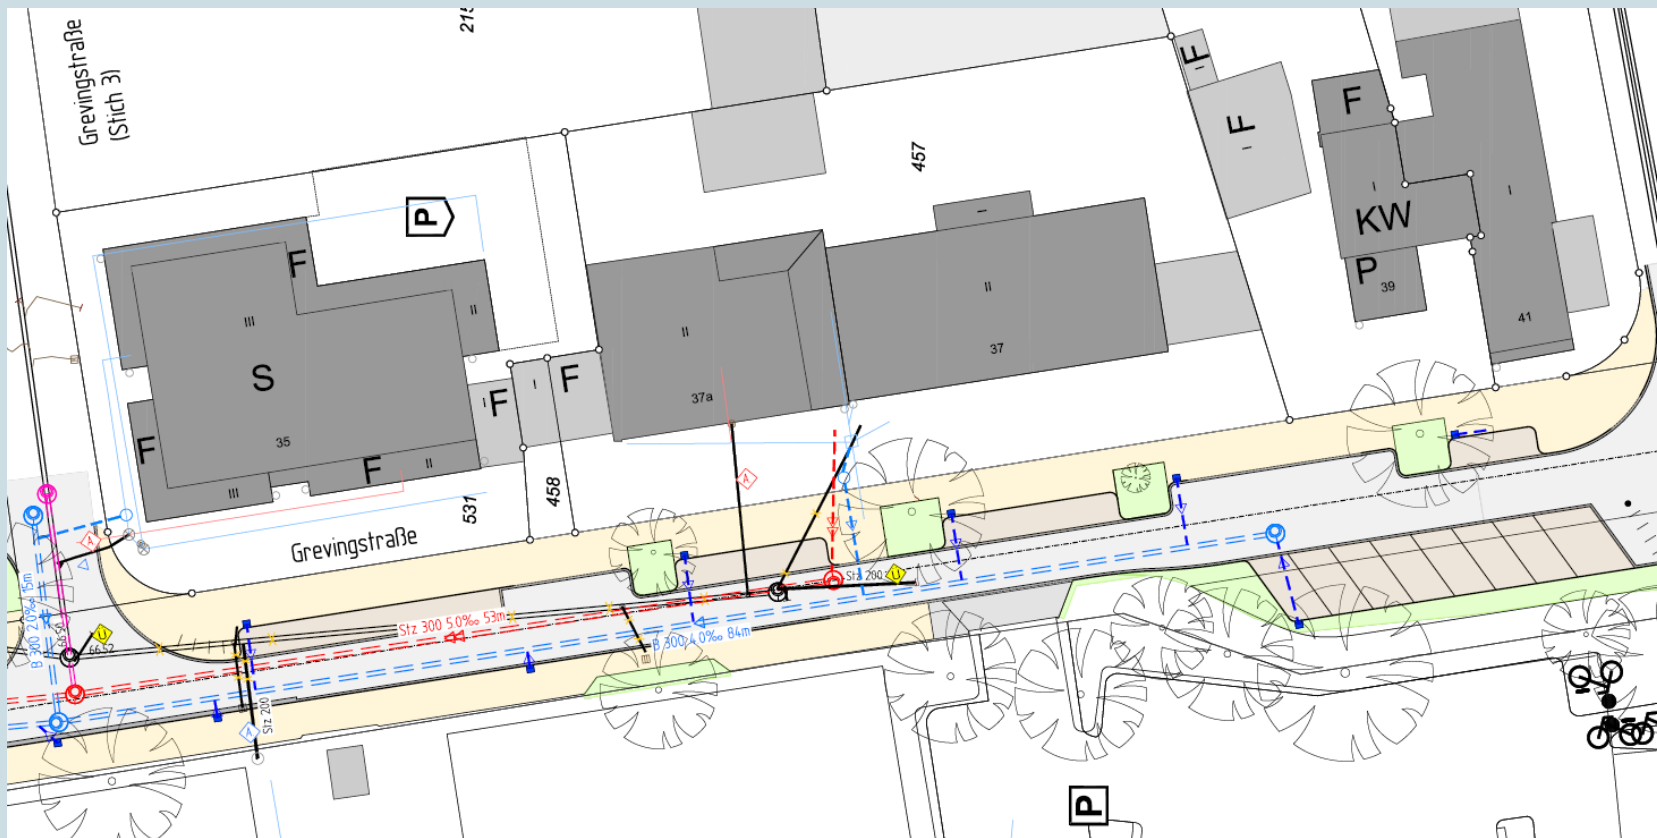 Grevingstraße
(Stich 3)
215
457
F
F
F
KW
P
39
I
41
I
I
I
P
F
III
II
S
F
35
F
II
III
F
I
F
I
II
37a
II
37
I
531
458
Grevingstraße
A
A
Stz 200
U
U
66.52
Stz 300 5.0‰ 53m
B 300 4.0‰ 84m
B 300 2.0‰ 15m
Stz 200
A
P